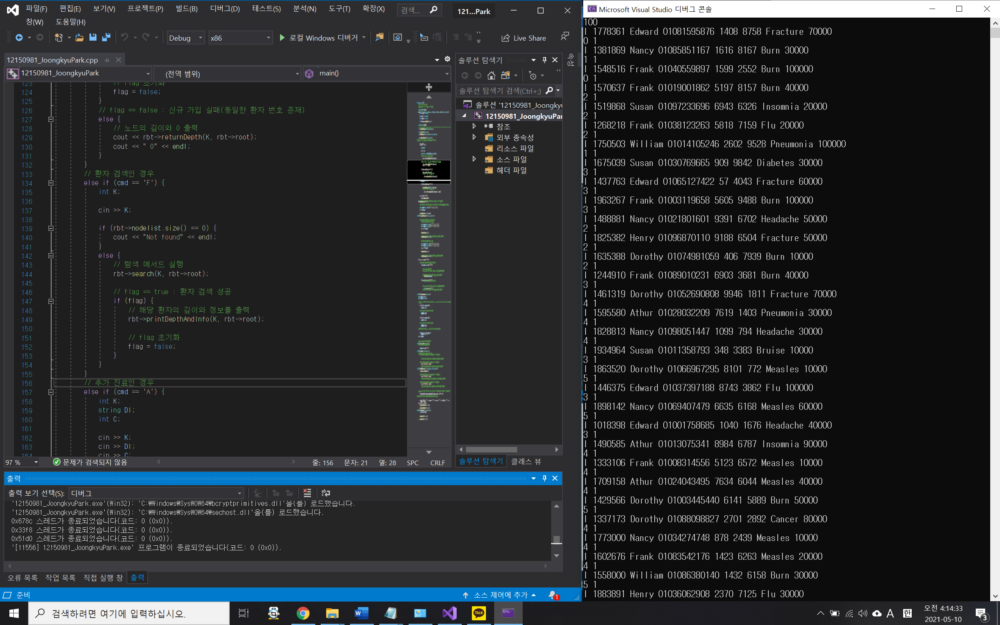 파일(F) 편집(E) 보기(V) 프로젝트(P) 빌드(B) 디버그(D) 테스트(S) 분석(N) 도구(T) 확장(X) 검색... 121...Park
창(W) 도움말(H)
Debug x86 로컬 Windows 디버거 Live Share
12150981_JoongkyuPark.cpp
12150981_JoongkyuPark (전역 범위) main()
123 // flag 초기화
124 flag = false;
125 }
126 // flag == false : 신규 가입 실패(동일한 환자 번호 존재)
127 else {
128 // 노드의 깊이와 0 출력
129 cout << rbt->returnDepth(K, rbt->root);
130 cout << " 0" << endl;
131 }
132 }
133 // 환자 검색인 경우
134 else if (cmd == 'F') {
135 int K;
136
137 cin >> K;
138
139 if (rbt->nodelist.size() == 0) {
140 cout << "Not found" << endl;
141 }
142 else {
143 // 탐색 메서드 실행
144 rbt->search(K, rbt->root);
145
146 // flag == true : 환자 검색 성공
147 if (flag) {
148 // 해당 환자의 깊이와 정보를 출력
149 rbt->printDepthAndInfo(K, rbt->root);
150
151 // flag 초기화
152 flag = false;
153 }
154 }
155 }
156 // 추가 진료인 경우
157 else if (cmd == 'A') {
158 int K;
159 string DI;
160 int C;
161
162 cin >> K;
163 cin >> DI;
164 cin >> C;
97 % 문제가 검색되지 않음 줄: 156 문자: 21 열: 28 SPC CRLF
솔루션 탐색기
솔루션 탐색기 검색(Ctrl+;)
솔루션 '12150981_Joongkyu
12150981_JoongkyuPar
참조
외부 종속성
리소스 파일
소스 파일
헤더 파일
솔루션 탐색기 클래스 뷰
속성
출력
출력 보기 선택(S): 디버그
'12150981_JoongkyuPark.exe'(Win32): 'C:₩Windows₩SysWOW64₩bcryptprimitives.dll'을(를) 로드했습니다.
'12150981_JoongkyuPark.exe'(Win32): 'C:₩Windows₩SysWOW64₩sechost.dll'을(를) 로드했습니다.
0x678c 스레드가 종료되었습니다(코드: 0 (0x0)).
0x33f8 스레드가 종료되었습니다(코드: 0 (0x0)).
0x51d0 스레드가 종료되었습니다(코드: 0 (0x0)).
'[11556] 12150981_JoongkyuPark.exe' 프로그램이 종료되었습니다(코드: 0 (0x0)).
오류 목록 작업 목록 직접 실행 창 출력
준비 소스 제어에 추가 1
Microsoft Visual Studio 디버그 콘솔
100
I 1778361 Edward 01081595876 1408 8758 Fracture 70000
0 1
I 1381869 Nancy 01085851167 1616 8167 Burn 30000
1 1
I 1548516 Frank 01040559897 1599 2552 Burn 100000
0 1
I 1570637 Frank 01019001862 5197 8157 Burn 40000
2 1
I 1519868 Susan 01097233696 6943 6326 Insomnia 20000
2 1
I 1268218 Frank 01038123263 5818 7159 Flu 20000
2 1
I 1750503 William 01014105246 2602 9528 Pneumonia 100000
1 1
I 1675039 Susan 01030769665 909 9842 Diabetes 30000
3 1
I 1437763 Edward 01065127422 57 4043 Fracture 60000
3 1
I 1963267 Frank 01003119658 5605 9488 Burn 100000
3 1
I 1488881 Nancy 01021801601 9391 6702 Headache 50000
2 1
I 1825382 Henry 01096870110 9188 6504 Fracture 50000
2 1
I 1635388 Dorothy 01074981059 406 7939 Burn 10000
2 1
I 1244910 Frank 01089010231 6903 3681 Burn 40000
3 1
I 1461319 Dorothy 01052690808 9946 1811 Fracture 70000
4 1
I 1595580 Athur 01028032209 7619 1403 Pneumonia 30000
4 1
I 1828813 Nancy 01098051447 1099 794 Headache 30000
4 1
I 1934964 Susan 01011358793 348 3383 Bruise 10000
3 1
I 1863520 Dorothy 01066967295 8101 772 Measles 10000
5 1
I 1446375 Edward 01037397188 8743 3862 Flu 100000
3 1
I 1898142 Nancy 01069407479 6635 6168 Measles 60000
5 1
I 1018398 Edward 01001758685 1040 1676 Headache 40000
3 1
I 1490585 Athur 01013075341 8984 6787 Insomnia 90000
4 1
I 1333106 Frank 01008314556 5123 6572 Measles 10000
4 1
I 1709158 Athur 01024043495 7634 6044 Measles 40000
4 1
I 1429566 Dorothy 01003445440 6141 5889 Burn 50000
5 1
I 1337173 Dorothy 01088098827 2701 2892 Cancer 80000
4 1
I 1773000 Nancy 01034274748 878 2439 Measles 10000
4 1
I 1602676 Frank 01083542176 1423 6263 Measles 20000
4 1
I 1558000 William 01086380140 1432 6158 Burn 30000
5 1
I 1883891 Henry 01036062908 2370 7125 Flu 30000
검색하려면 여기에 입력하십시오. TALK A 한 오전 4:14:33
2021-05-10 3